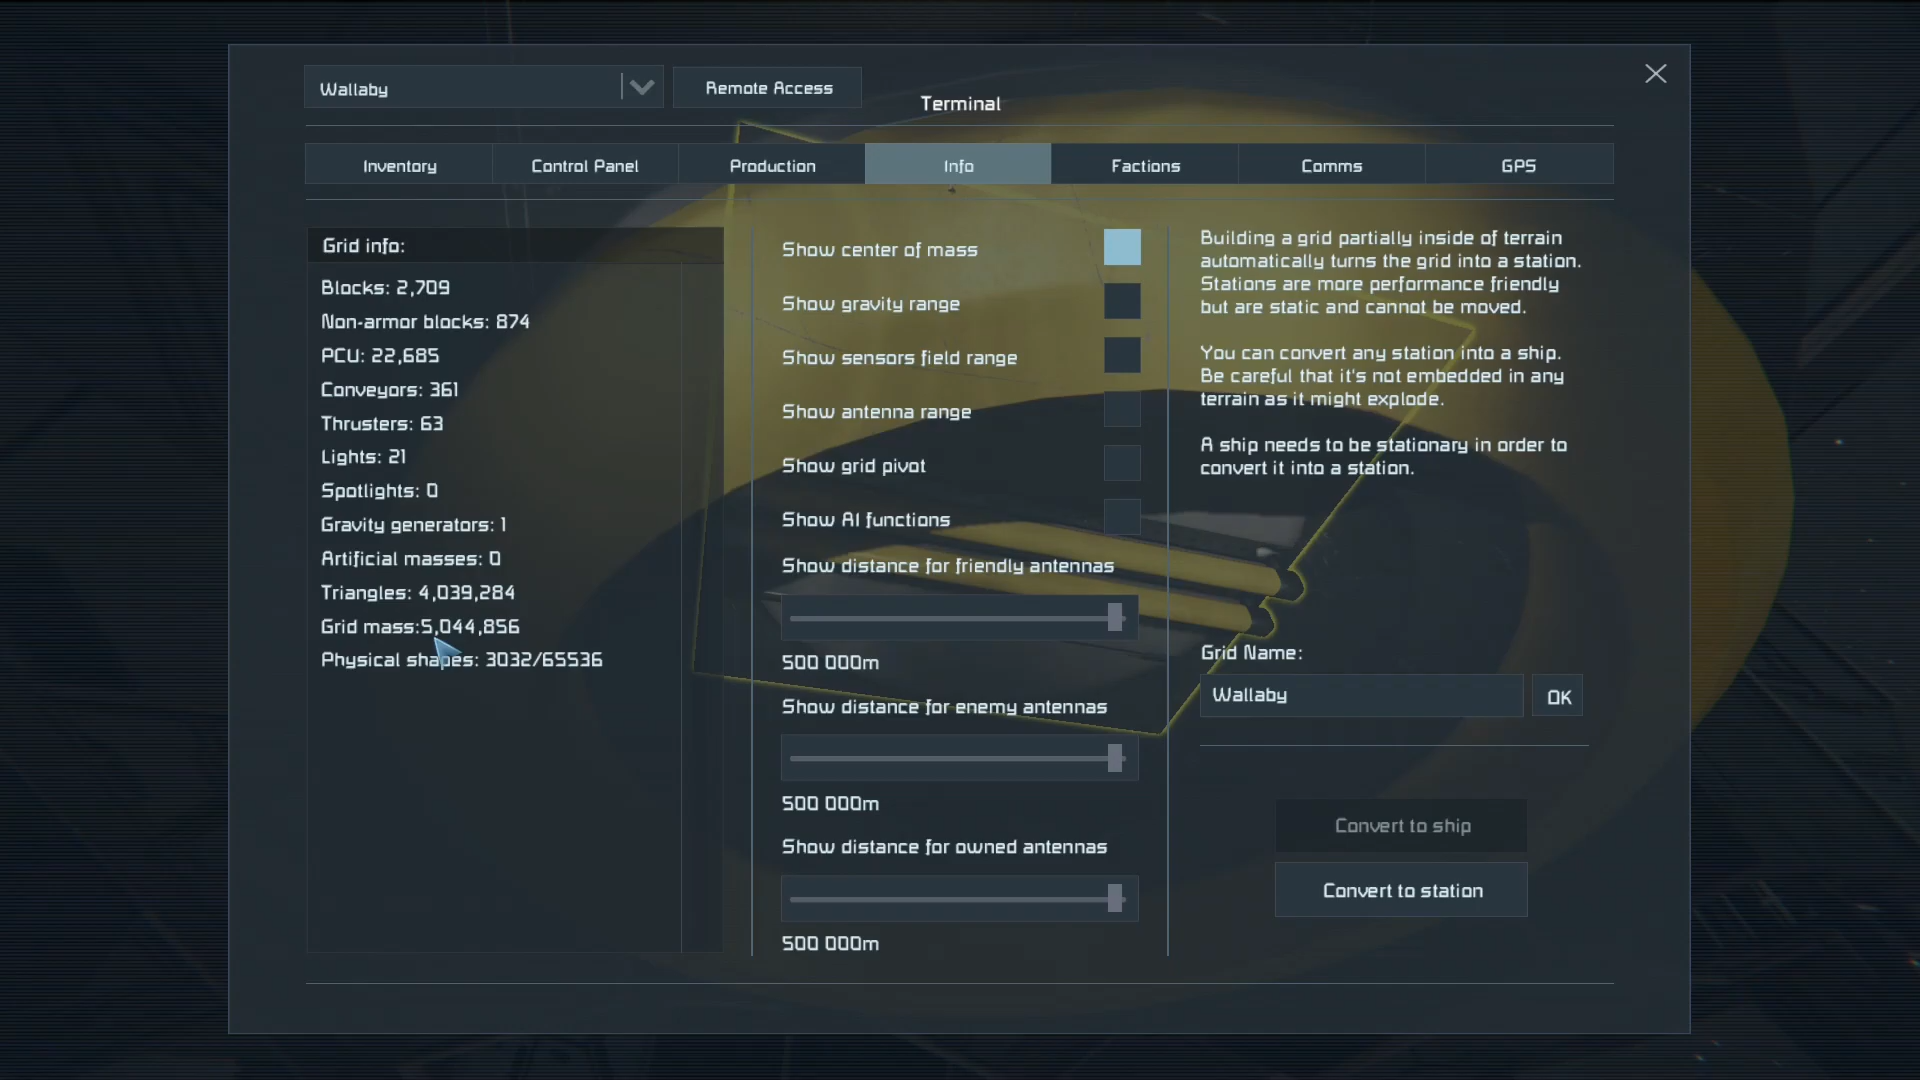 Wallaby
Remote Access
Terminal
Inventory
Control Panel
Production
Info
Factions
Comms
GPS
Grid info:
Blocks: 2,709
Non-armor blocks: 874
PCU: 22,685
Conveyors: 361
Thrusters: 63
Lights: 21
Spotlights: 0
Gravity generators: 1
Artificial masses: 0
Triangles: 4,039,284
Grid mass:5,044,856
Physical shapes: 3032/65536
Show center of mass
Show gravity range
Show sensors field range
Show antenna range
Show grid pivot
Show AI functions
Show distance for friendly antennas
500 000m
Show distance for enemy antennas
500 000m
Show distance for owned antennas
500 000m
Building a grid partially inside of terrain
automatically turns the grid into a station.
Stations are more performance friendly
but are static and cannot be moved.
You can convert any station into a ship.
Be careful that it's not embedded in any
terrain as it might explode.
A ship needs to be stationary in order to
convert it into a station.
Grid Name:
Wallaby
OK
Convert to ship
Convert to station